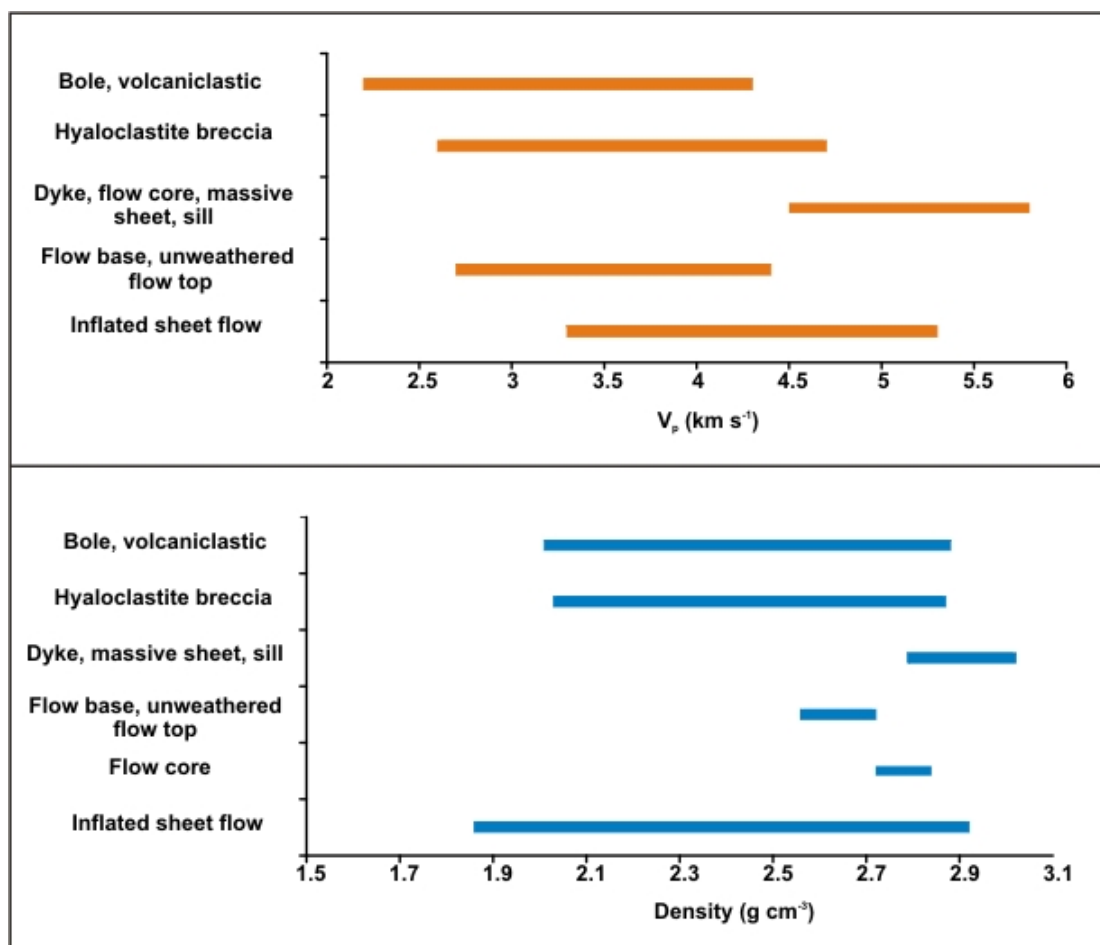 Bole, volcaniclastic
Hyaloclastite breccia
Dyke, flow core, massive
sheet, sill
Flow base, unweathered
flow top
Inflated sheet flow
2 2.5 3 3.5 4 4.5 5 5.5 6
Vₚ (km s⁻¹)
Bole, volcaniclastic
Hyaloclastite breccia
Dyke, massive sheet, sill
Flow base, unweathered
flow top
Flow core
Inflated sheet flow
1.5 1.7 1.9 2.1 2.3 2.5 2.7 2.9 3.1
Density (g cm⁻³)